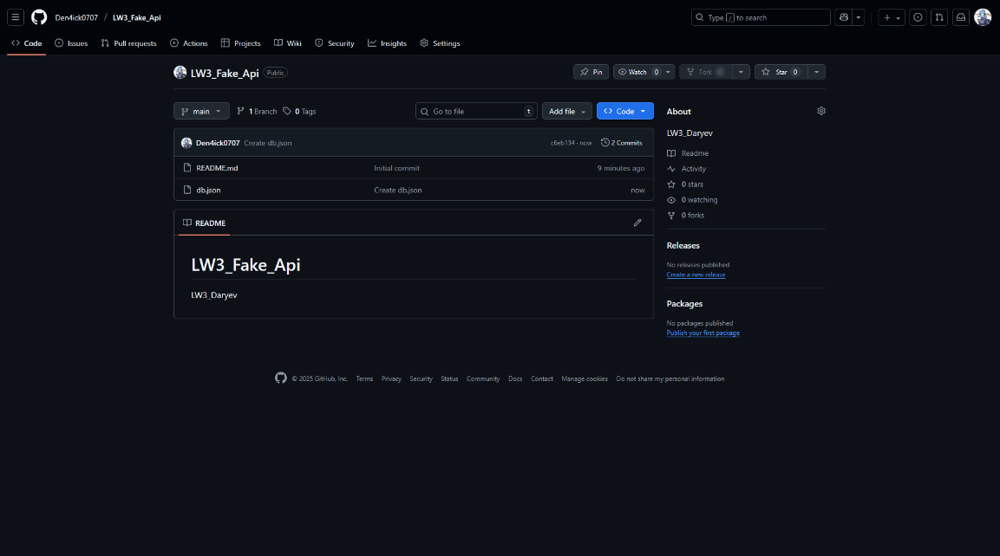 Den4ick0707 / LW3_Fake_Api Type / to search
Code Issues Pull requests Actions Projects Wiki Security Insights Settings
LW3_Fake_Api Public Pin Watch 0 Fork 0 Star 0
main 1 Branch 0 Tags Go to file t Add file Code
Den4ick0707 Create db.json c6eb134 · now 2 Commits
README.md Initial commit 9 minutes ago
db.json Create db.json now
README
LW3_Fake_Api
LW3_Daryev
About
LW3_Daryev
Readme
Activity
0 stars
0 watching
0 forks
Releases
No releases published
Create a new release
Packages
No packages published
Publish your first package
© 2025 GitHub, Inc. Terms Privacy Security Status Community Docs Contact Manage cookies Do not share my personal information